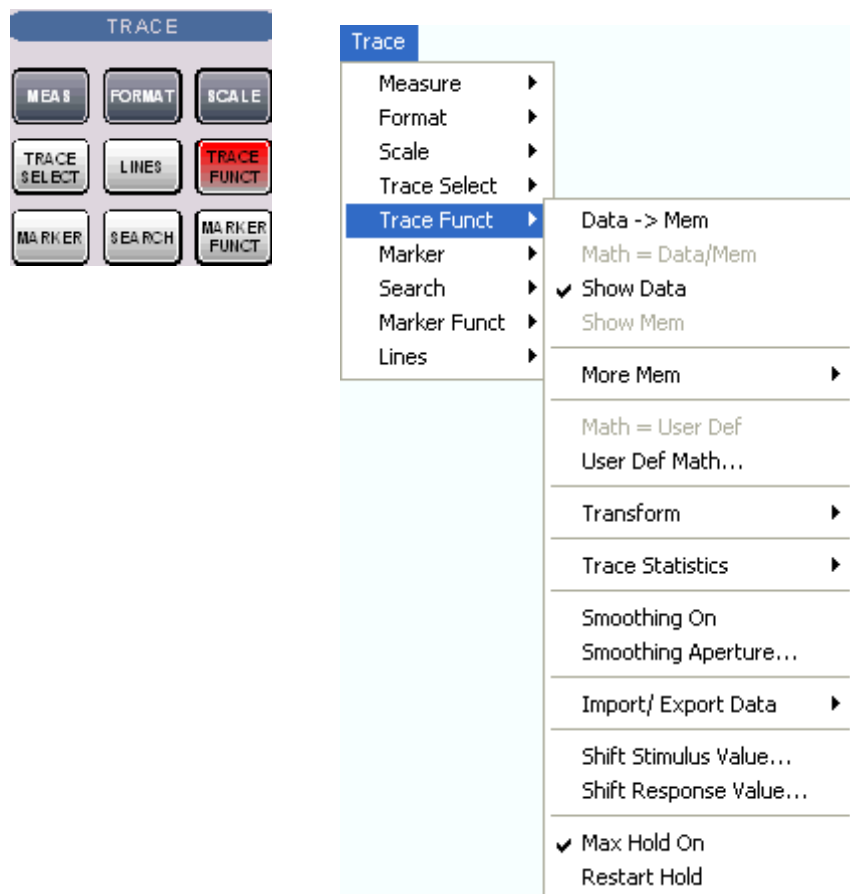 TRACE
MEAS
FORMAT
SCALE
TRACE
SELECT
LINES
TRACE
FUNCT
MARKER
SEARCH
MARKER
FUNCT
Trace
Measure
Format
Scale
Trace Select
Trace Funct
Marker
Search
Marker Funct
Lines
Data -> Mem
Math = Data/Mem
Show Data
Show Mem
More Mem
Math = User Def
User Def Math...
Transform
Trace Statistics
Smoothing On
Smoothing Aperture...
Import/ Export Data
Shift Stimulus Value...
Shift Response Value...
Max Hold On
Restart Hold